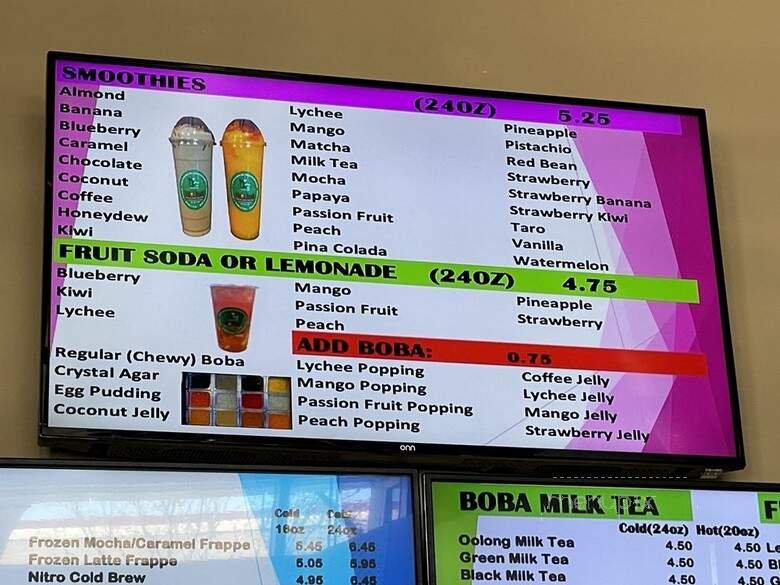 SMOOTHIES (24OZ) 5.25
Almond
Banana
Blueberry
Caramel
Chocolate
Coconut
Coffee
Honeydew
Kiwi
Lychee
Mango
Matcha
Milk Tea
Mocha
Papaya
Passion Fruit
Peach
Pina Colada
Pineapple
Pistachio
Red Bean
Strawberry
Strawberry Banana
Strawberry Kiwi
Taro
Vanilla
Watermelon
FRUIT SODA OR LEMONADE (24OZ) 4.75
Blueberry
Kiwi
Lychee
Mango
Passion Fruit
Peach
Pineapple
Strawberry
ADD BOBA: 0.75
Regular (Chewy) Boba
Crystal Agar
Egg Pudding
Coconut Jelly
Lychee Popping
Mango Popping
Passion Fruit Popping
Peach Popping
Coffee Jelly
Lychee Jelly
Mango Jelly
Strawberry Jelly
onn
Cold Cold
16oz 24oz
Frozen Mocha/Caramel Frappe 5.45 6.45
Frozen Latte Frappe 5.05 5.95
Nitro Cold Brew 4.95 6.45
BOBA MILK TEA F
Cold(24oz) Hot(20oz)
Oolong Milk Tea 4.50 4.50 Le
Green Milk Tea 4.50 4.50 Bl
Black Milk Tea 4.50 4.50